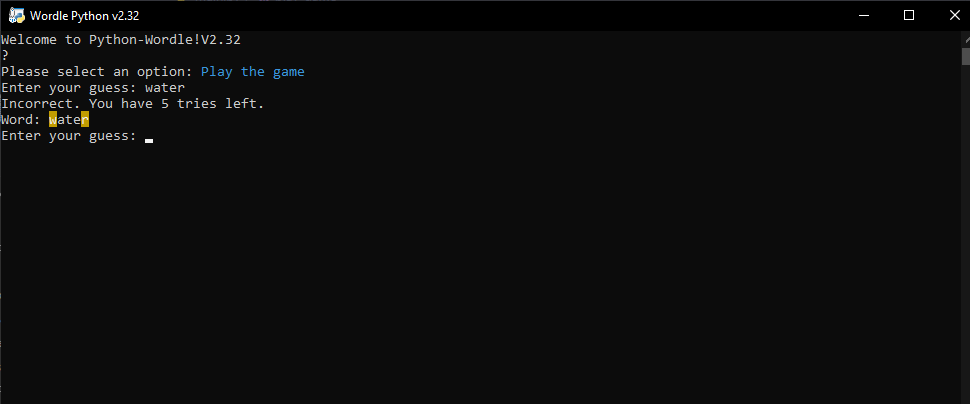 Wordle Python v2.32
Welcome to Python-Wordle!V2.32
?
Please select an option: Play the game
Enter your guess: water
Incorrect. You have 5 tries left.
Word: water
Enter your guess: